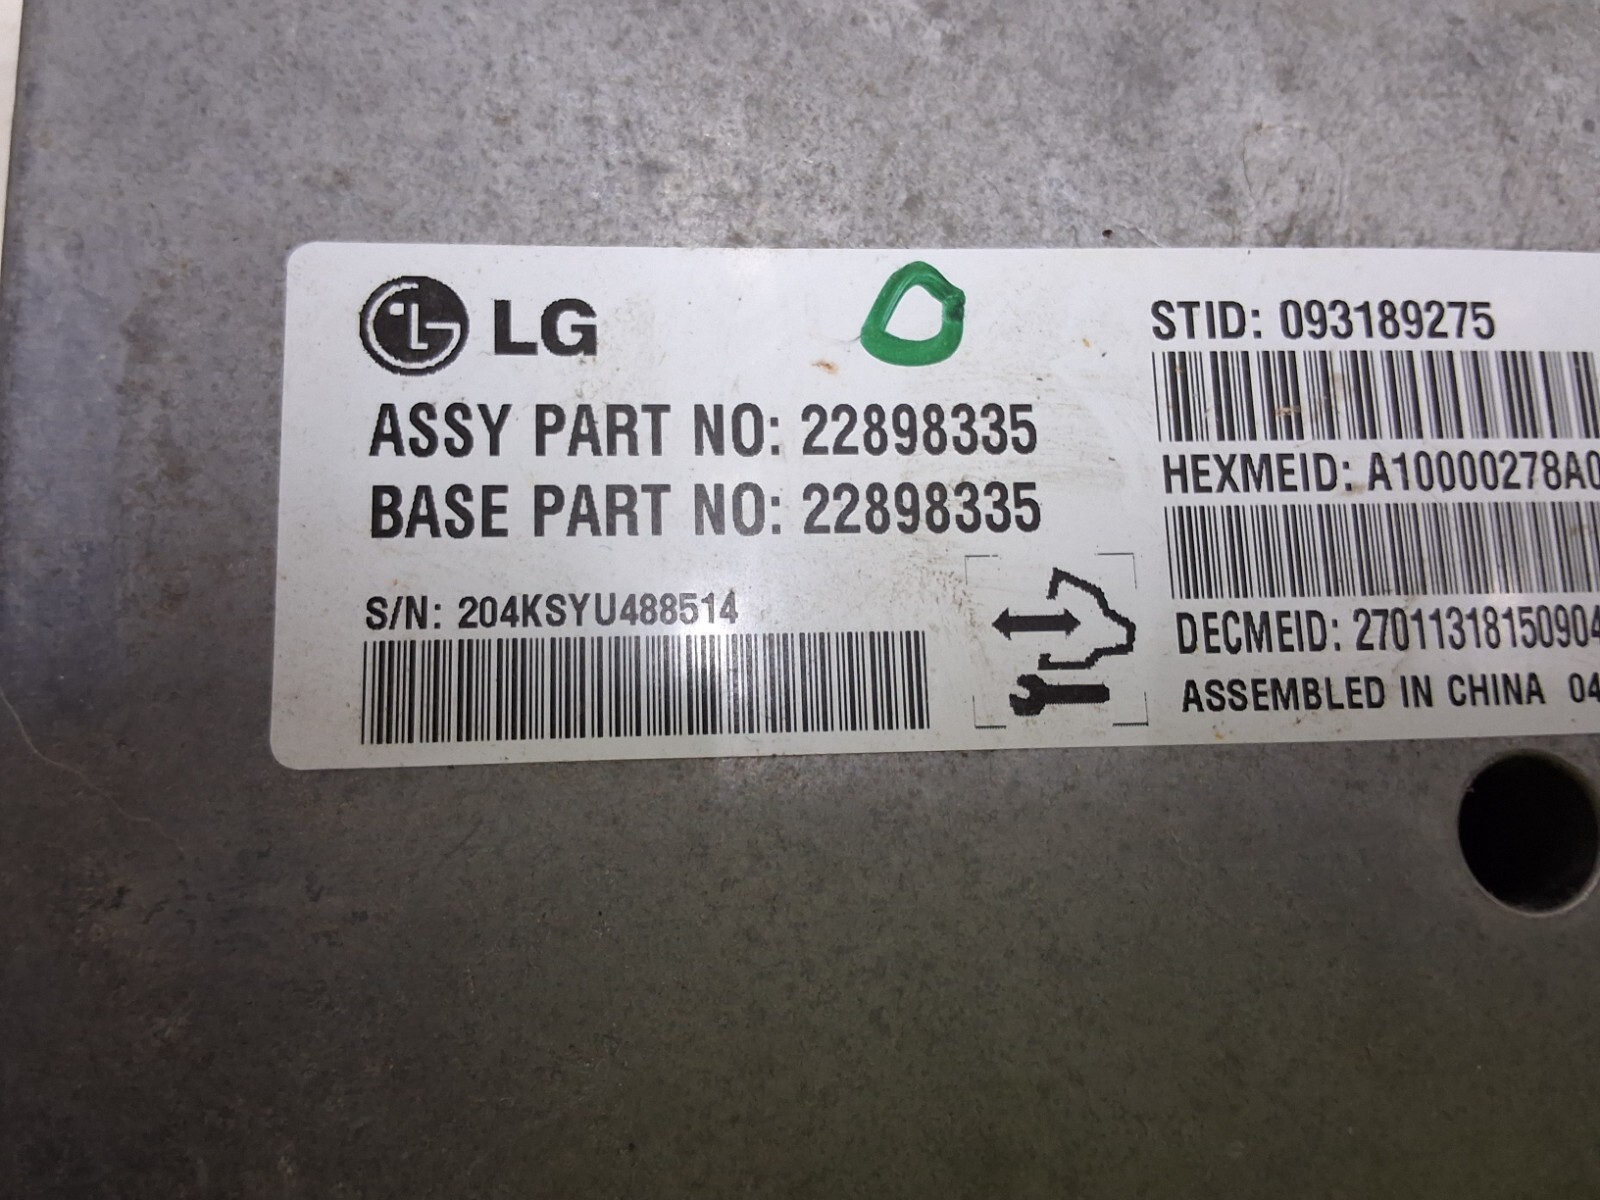 LG
ASSY PART NO: 22898335
BASE PART NO: 22898335
S/N: 204KSYU488514
STID: 093189275
HEXMEID: A10000278A0
DECMEID: 27011318150904
ASSEMBLED IN CHINA 04